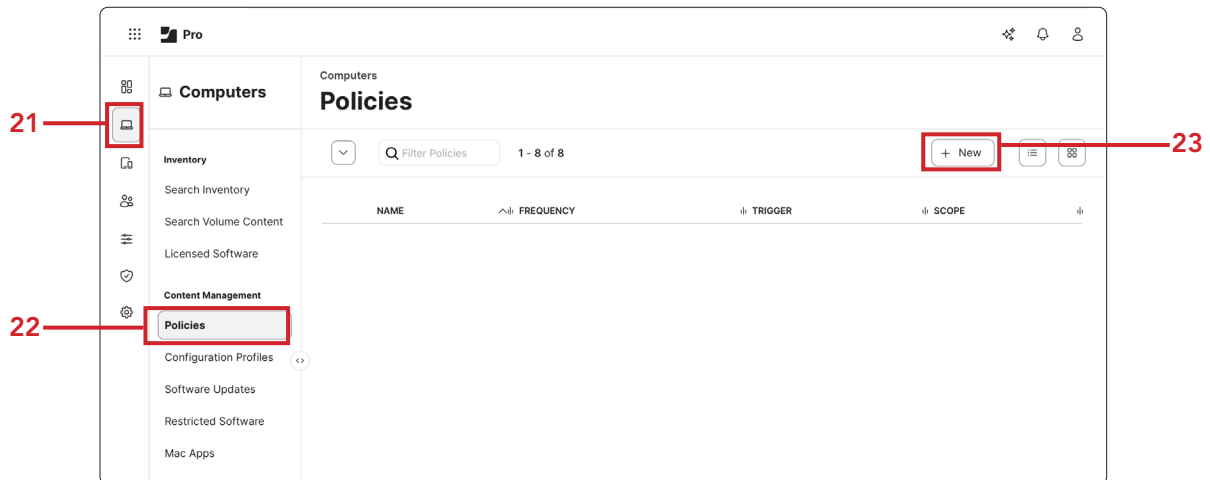 Pro
Computers
Computers
Policies
21
23
Filter Policies
1 - 8 of 8
+ New
Inventory
Search Inventory
Search Volume Content
Licensed Software
NAME
FREQUENCY
TRIGGER
SCOPE
Content Management
22
Policies
Configuration Profiles
Software Updates
Restricted Software
Mac Apps